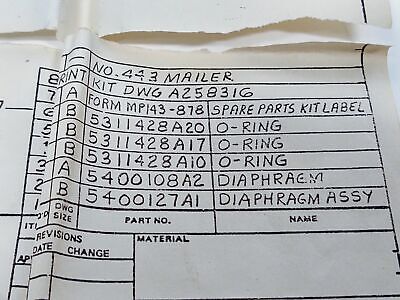 8 PRINT NO. 443 MAILER
7 A KIT DWG A258316
6 B FORM MP143-878 SPARE PARTS KIT LABEL
B 5311428A20 O-RING
B 5311428A17 O-RING
3 B 5311428A10 O-RING
2 A 5400108A2 DIAPHRAGM
1 B 5400127A1 DIAPHRAGM ASSY
DWG SIZE PART NO. NAME
REVISIONS
DATE CHANGE MATERIAL